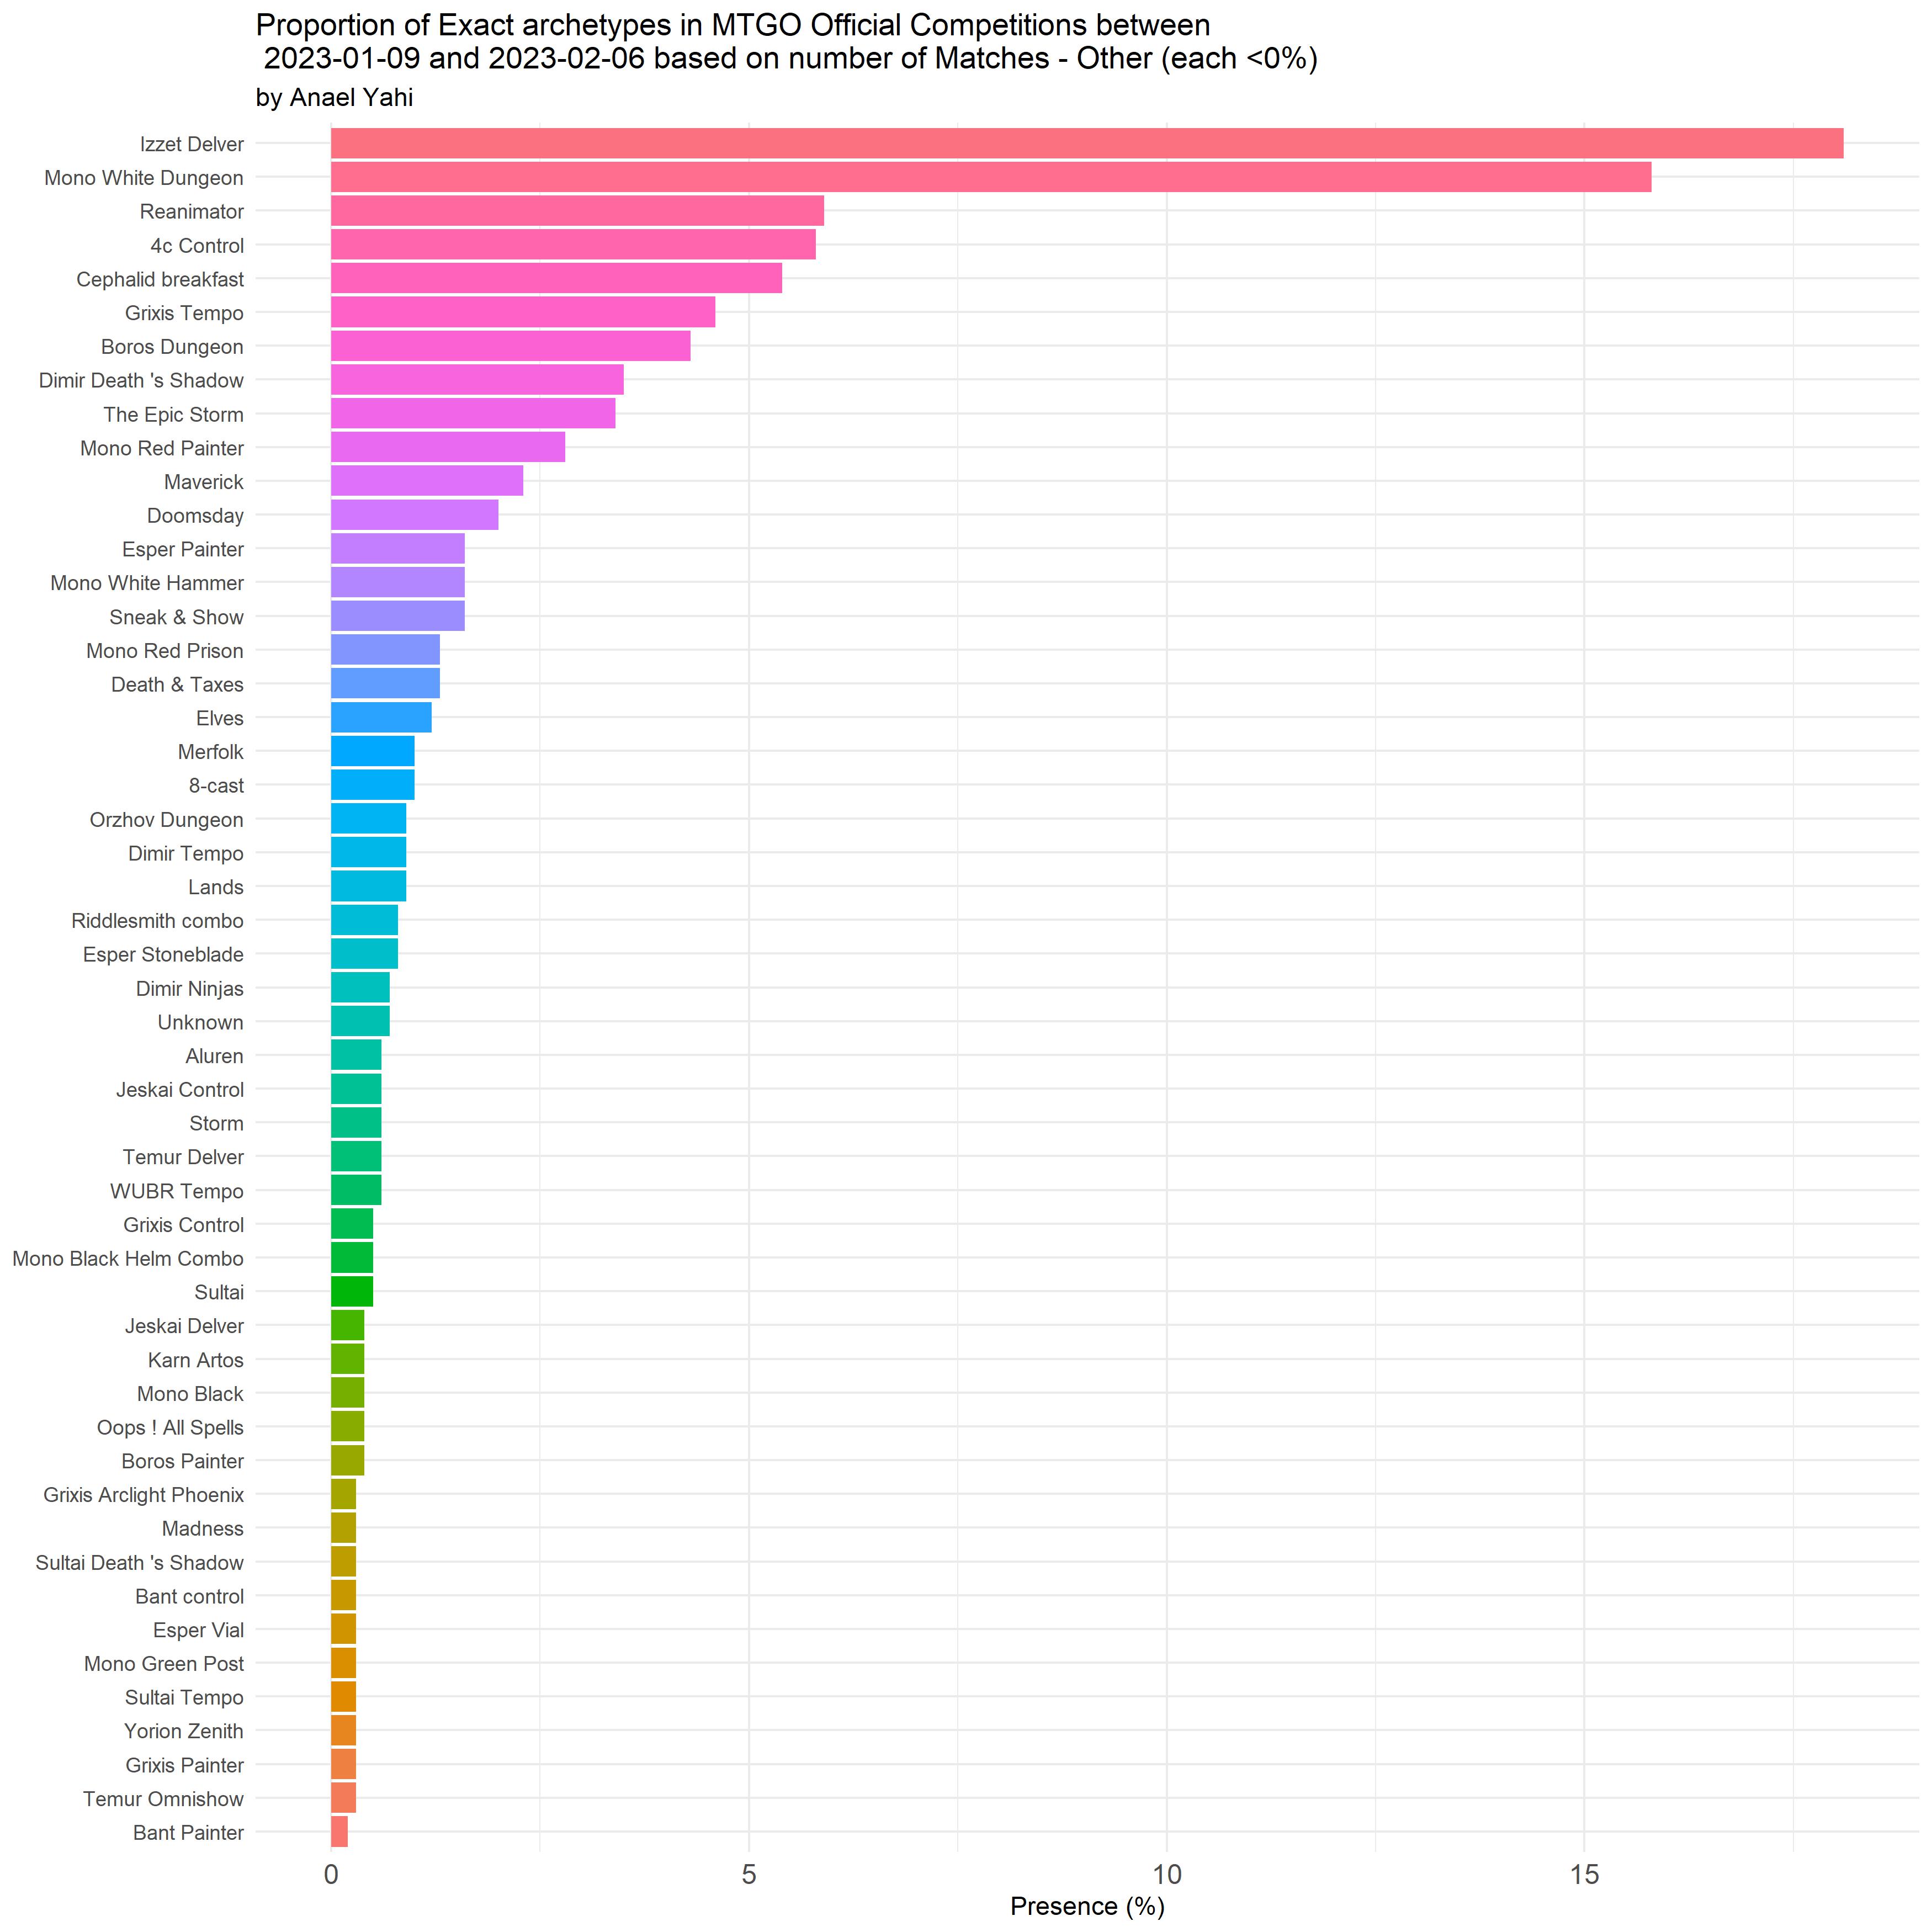 Proportion of Exact archetypes in MTGO Official Competitions between
2023-01-09 and 2023-02-06 based on number of Matches - Other (each <0%)
by Anael Yahi
Izzet Delver
Mono White Dungeon
Reanimator
4c Control
Cephalid breakfast
Grixis Tempo
Boros Dungeon
Dimir Death 's Shadow
The Epic Storm
Mono Red Painter
Maverick
Doomsday
Esper Painter
Mono White Hammer
Sneak & Show
Mono Red Prison
Death & Taxes
Elves
Merfolk
8-cast
Orzhov Dungeon
Dimir Tempo
Lands
Riddlesmith combo
Esper Stoneblade
Dimir Ninjas
Unknown
Aluren
Jeskai Control
Storm
Temur Delver
WUBR Tempo
Grixis Control
Mono Black Helm Combo
Sultai
Jeskai Delver
Karn Artos
Mono Black
Oops ! All Spells
Boros Painter
Grixis Arclight Phoenix
Madness
Sultai Death 's Shadow
Bant control
Esper Vial
Mono Green Post
Sultai Tempo
Yorion Zenith
Grixis Painter
Temur Omnishow
Bant Painter
0 5 10 15
Presence (%)